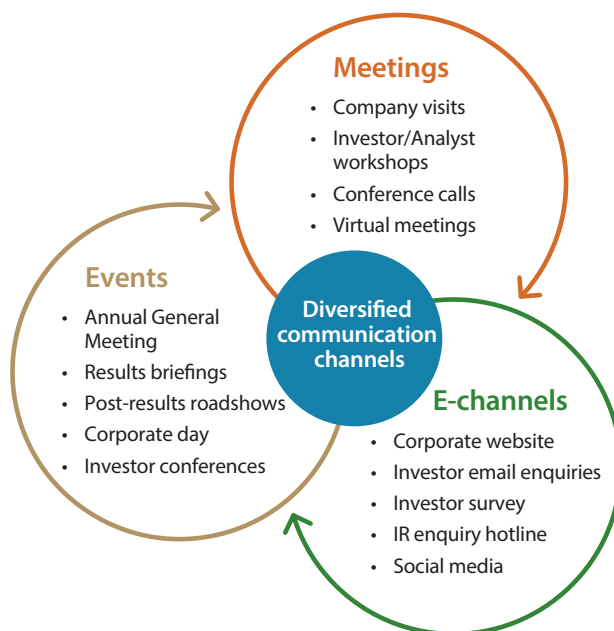 Meetings
• Company visits
• Investor/Analyst
workshops
• Conference calls
• Virtual meetings
Events
• Annual General
Meeting
• Results briefings
• Post-results roadshows
• Corporate day
• Investor conferences
Diversified
communication
channels
E-channels
• Corporate website
• Investor email enquiries
• Investor survey
• IR enquiry hotline
• Social media